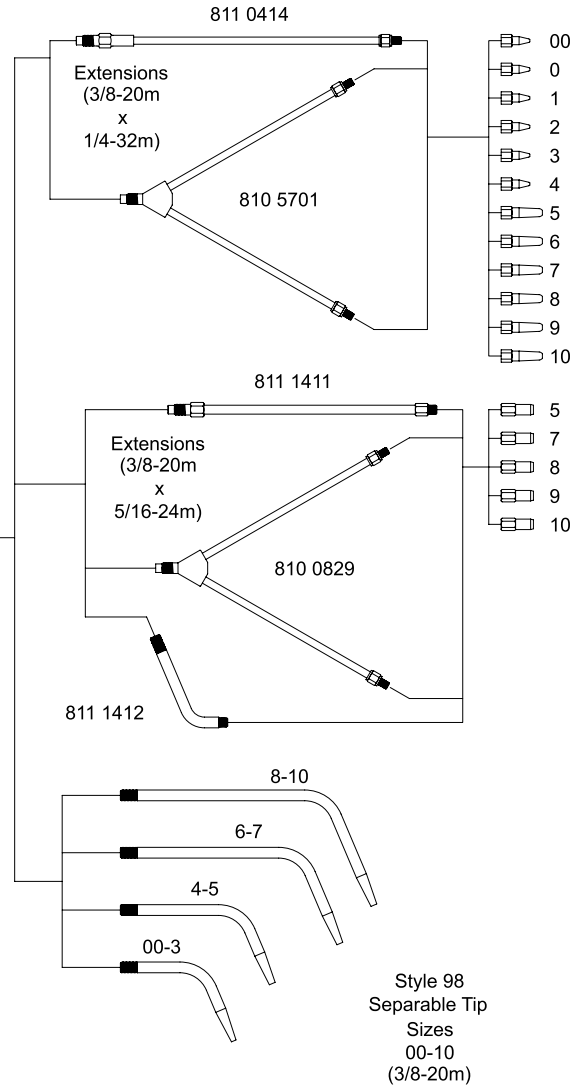 811 0414
Extensions
(3/8-20m
x
1/4-32m)
810 5701
00
0
1
2
3
4
5
6
7
8
9
10
811 1411
Extensions
(3/8-20m
x
5/16-24m)
810 0829
811 1412
5
7
8
9
10
8-10
6-7
4-5
00-3
Style 98
Separable Tip
Sizes
00-10
(3/8-20m)